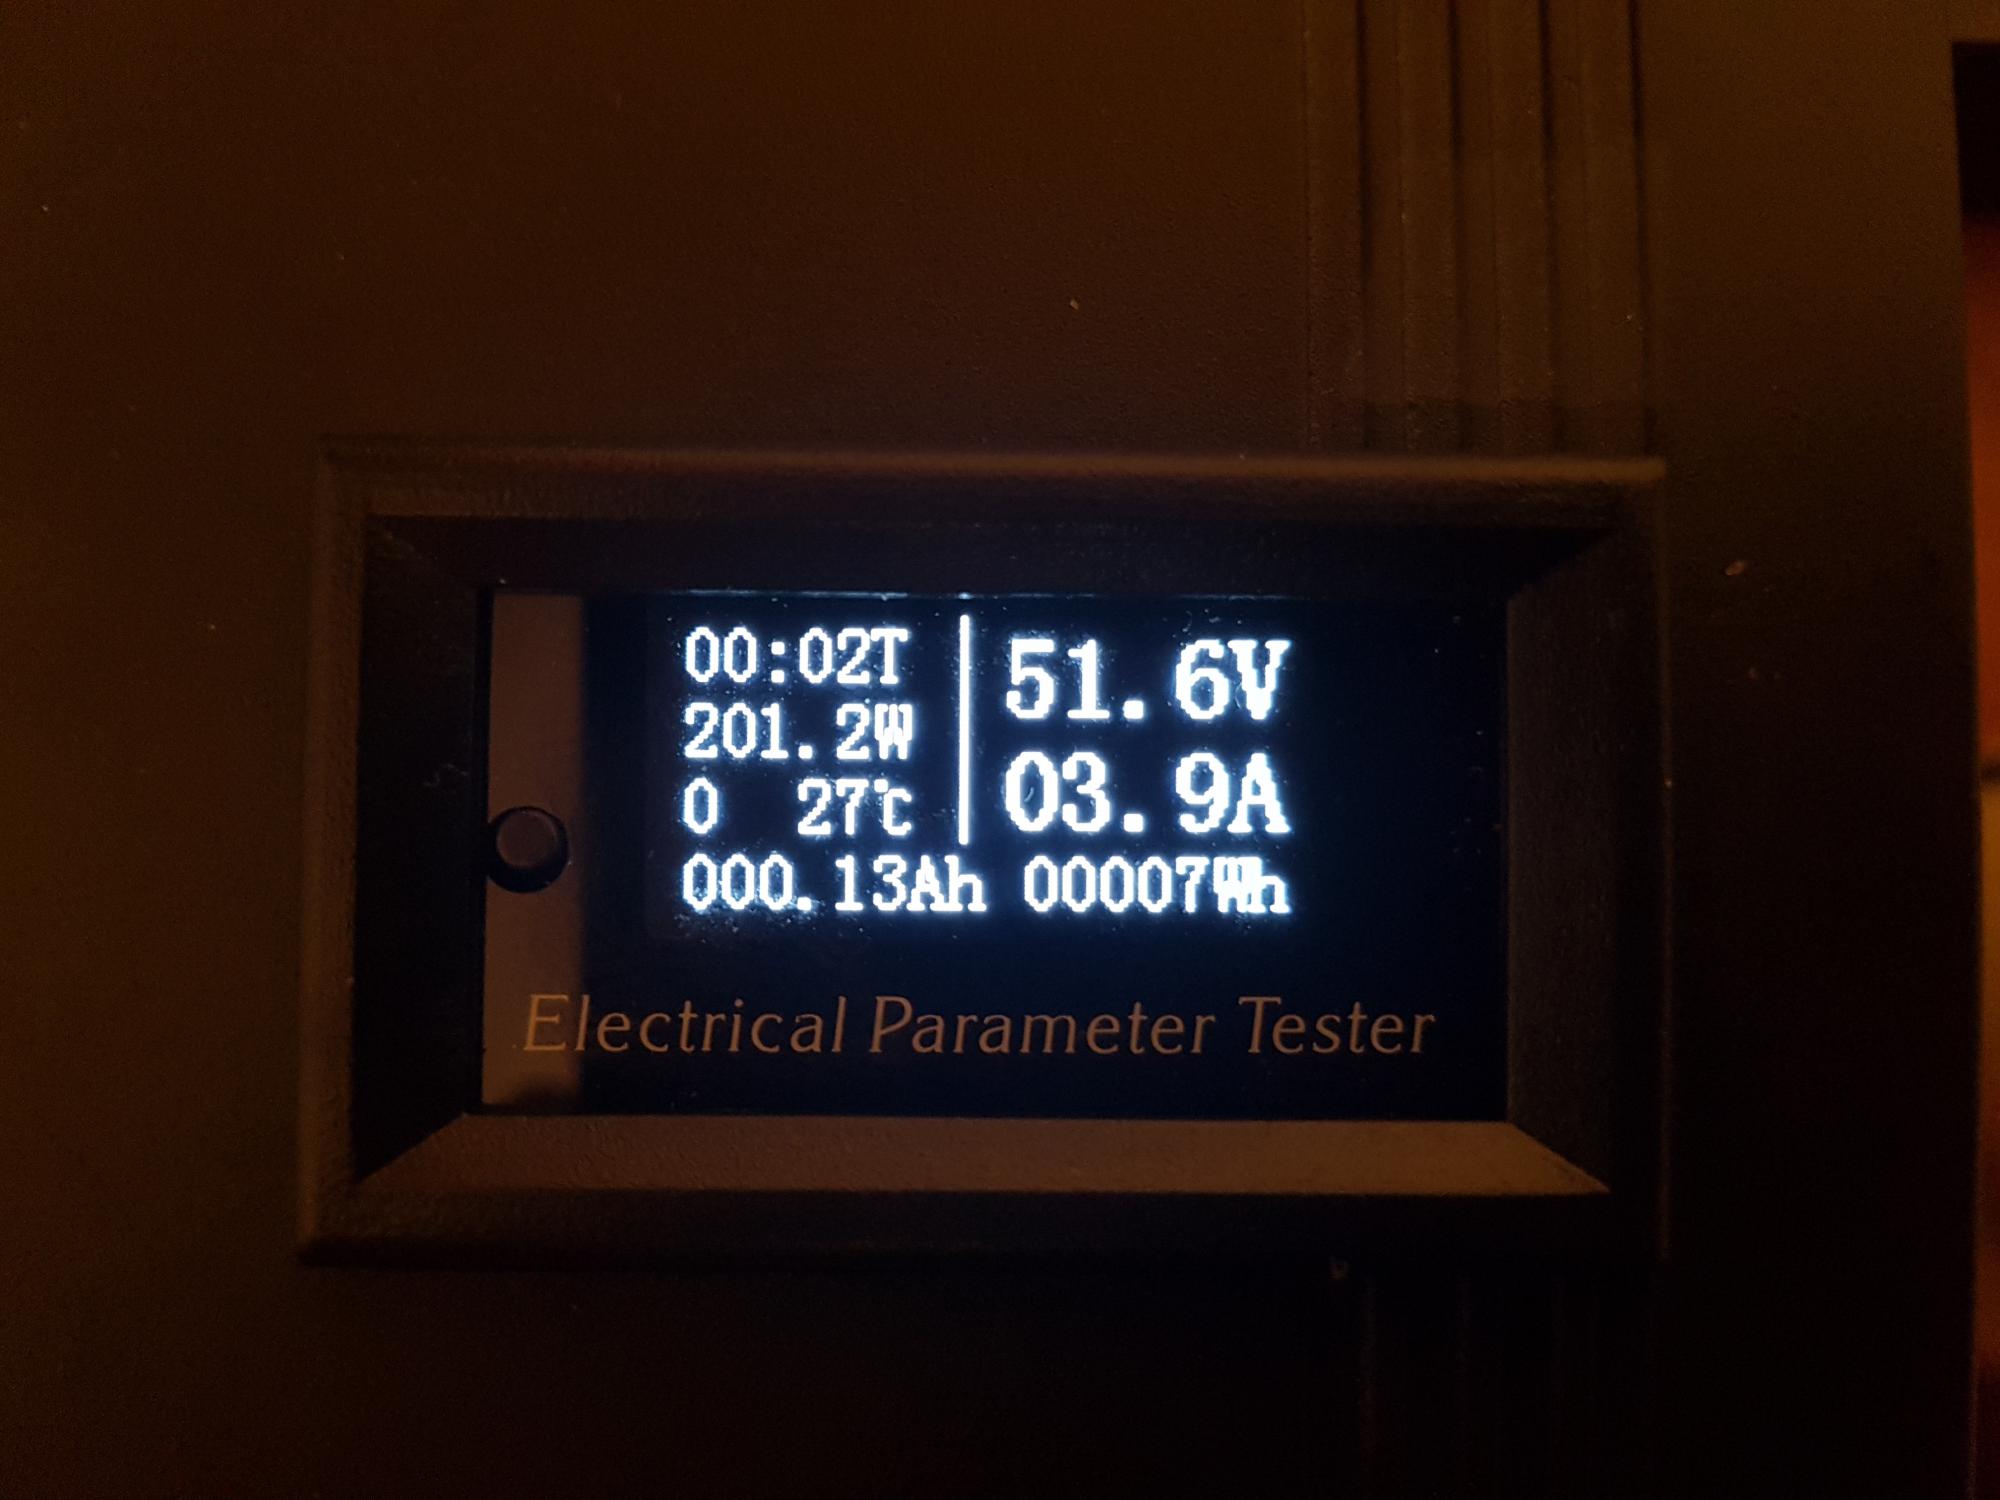 00:02T
201.2W
0 27℃
51.6V
03.9A
000.13Ah 00007Wh
Electrical Parameter Tester